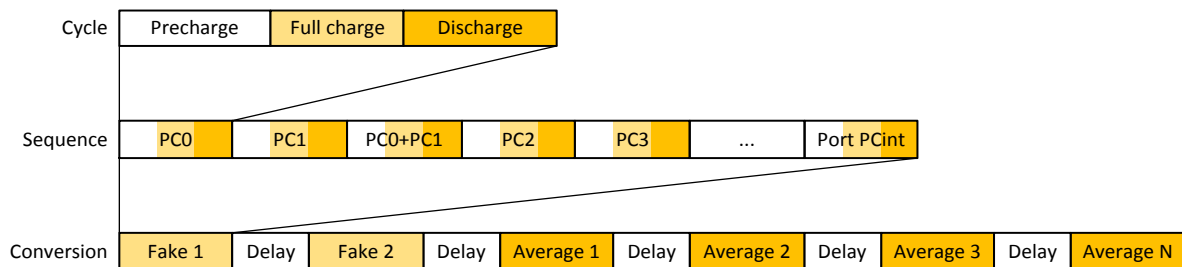 Cycle Precharge Full charge Discharge
Sequence PC0 PC1 PC0+PC1 PC2 PC3 ... Port PCint
Conversion Fake 1 Delay Fake 2 Delay Average 1 Delay Average 2 Delay Average 3 Delay Average N